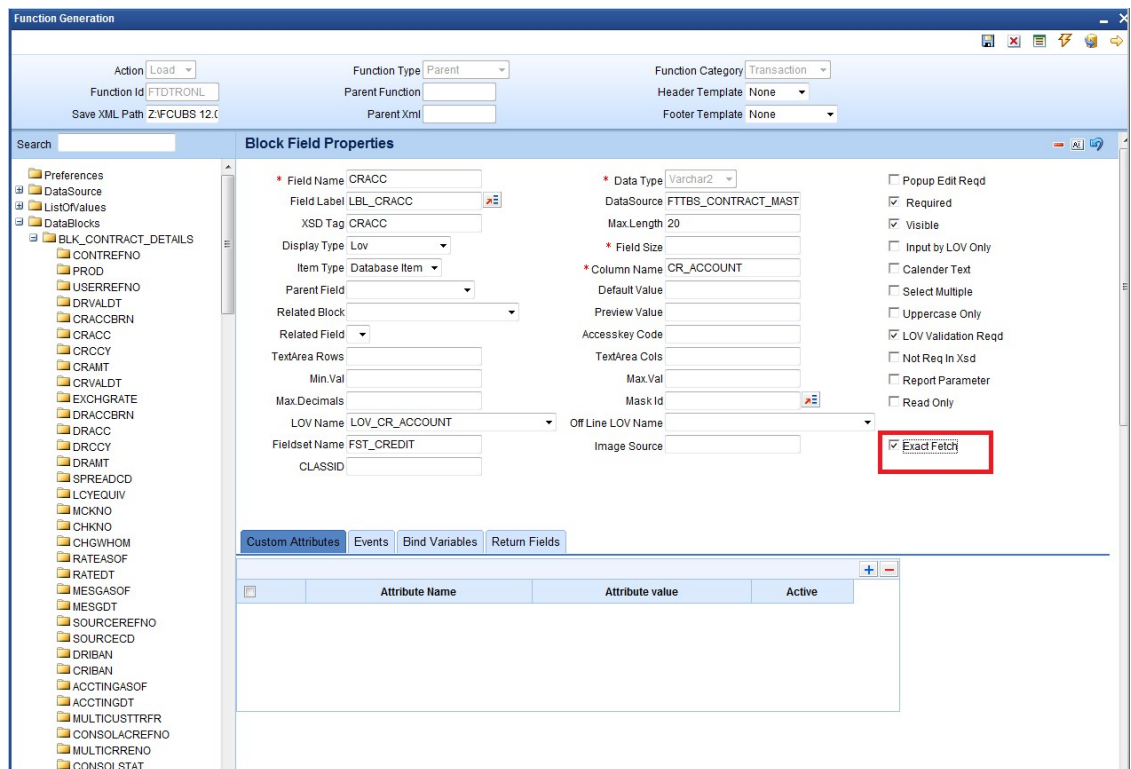 Function Generation
Action Load Function Type Parent Function Category Transaction
Function Id FTDTRONL Parent Function Header Template None
Save XML Path Z:\FCUBS 12.( Parent Xml Footer Template None
Search
Block Field Properties
Preferences
DataSource
ListOfValues
DataBlocks
BLK_CONTRACT_DETAILS
CONTREFNO
PROD
USERREFNO
DRVALDT
CRACCBRN
CRACC
CRCCY
CRAMT
CRVALDT
EXCHGRATE
DRACCBRN
DRACC
DRCCY
DRAMT
SPREADCD
LCYEQUIV
MCKNO
CHKNO
CHGWHOM
RATEASOF
RATEDT
MESGASOF
MESGDT
SOURCEREFNO
SOURCECD
DRIBAN
CRIBAN
ACCTINGASOF
ACCTINGDT
MULTICUSTTRFR
CONSOLACREFNO
MULTICRRENO
CONSOLSTAT
* Field Name CRACC * Data Type Varchar2 Popup Edit Reqd
Field Label LBL_CRACC DataSource FTTBS_CONTRACT_MAST Required
XSD Tag CRACC Max.Length 20 Visible
Display Type Lov * Field Size Input by LOV Only
Item Type Database Item * Column Name CR_ACCOUNT Calender Text
Parent Field Default Value Select Multiple
Related Block Preview Value Uppercase Only
Related Field Accesskey Code LOV Validation Reqd
TextArea Rows TextArea Cols Not Req In Xsd
Min.Val Max.Val Report Parameter
Max.Decimals Mask Id Read Only
LOV Name LOV_CR_ACCOUNT Off Line LOV Name
Fieldset Name FST_CREDIT Image Source Exact Fetch
CLASSID
Custom Attributes Events Bind Variables Return Fields
Attribute Name Attribute value Active